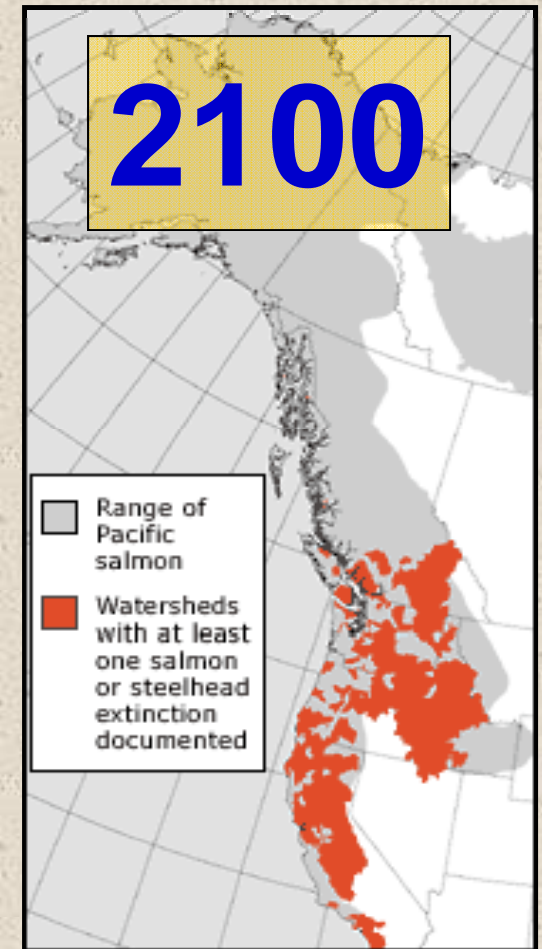 2100
Range of
Pacific
salmon
Watersheds
with at least
one salmon
or steelhead
extinction
documented